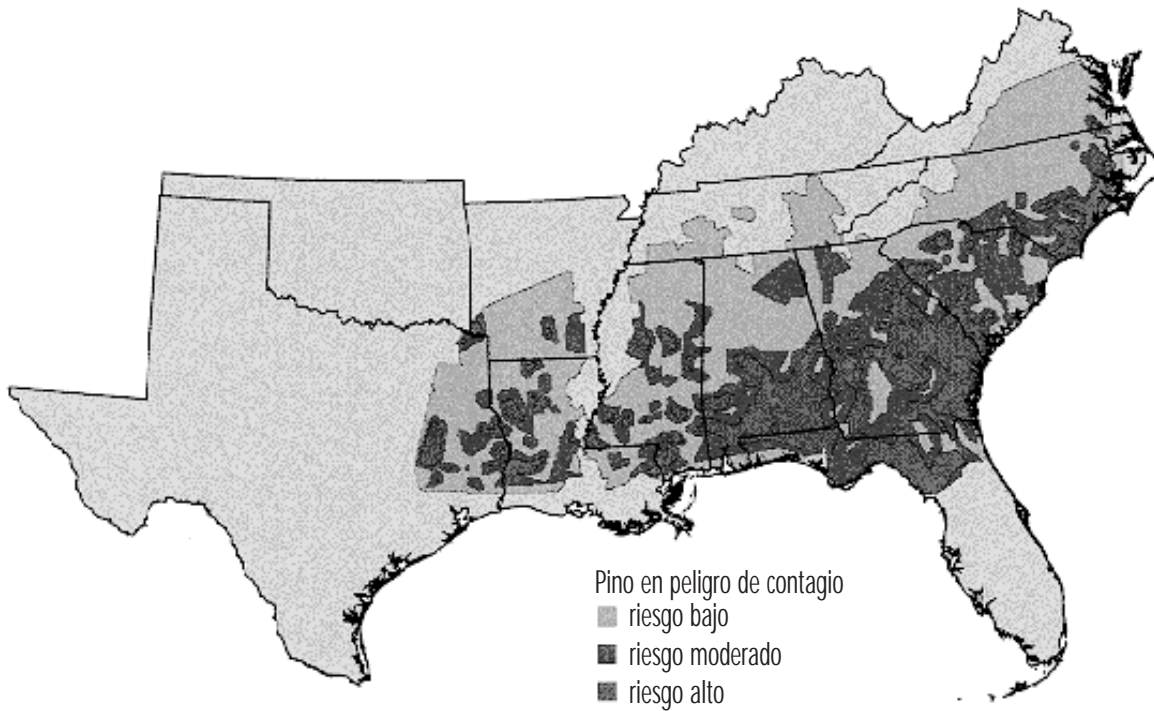 Pino en peligro de contagio
riesgo bajo
riesgo moderado
riesgo alto